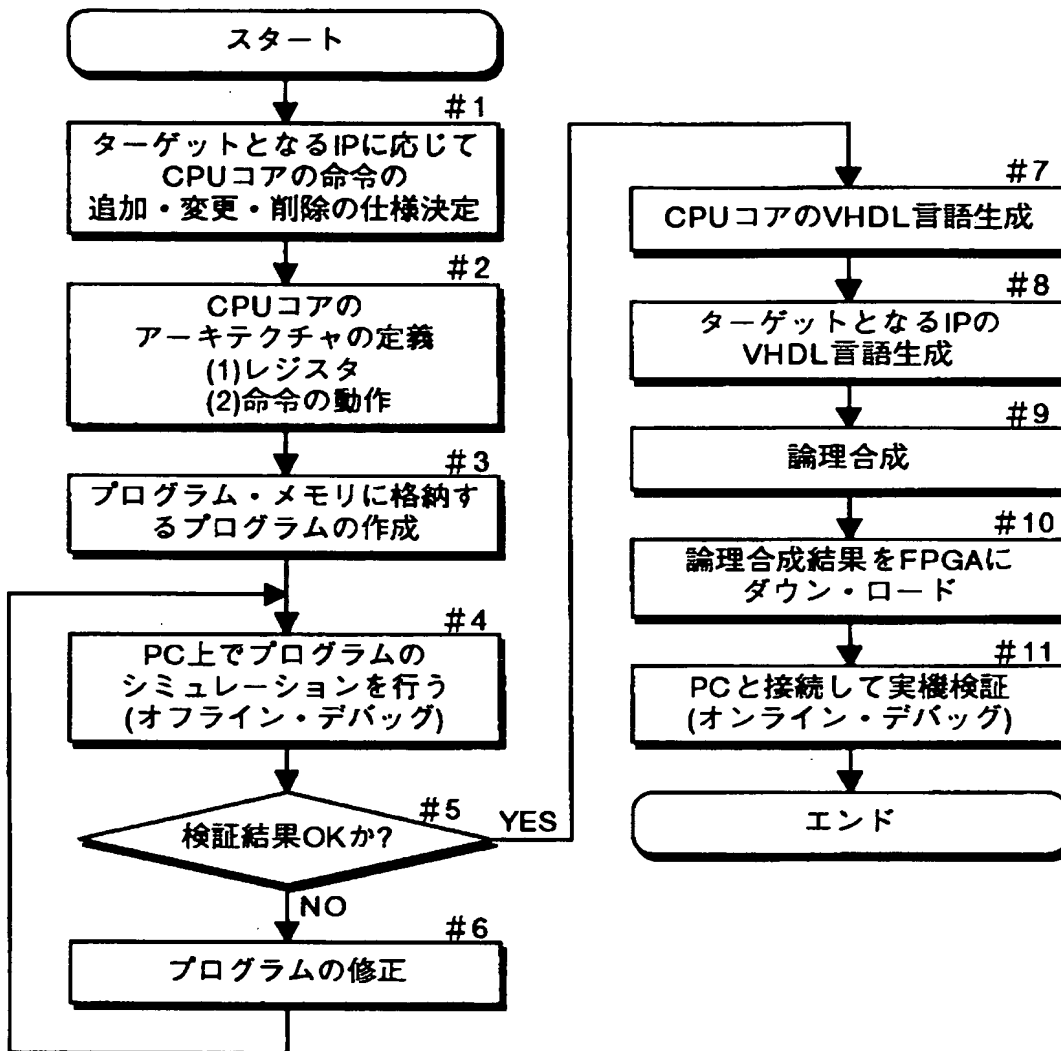 スタート
#1
ターゲットとなるIPに応じて
CPUコアの命令の
追加・変更・削除の仕様決定
#2
CPUコアの
アーキテクチャの定義
(1)レジスタ
(2)命令の動作
#3
プログラム・メモリに格納す
るプログラムの作成
#4
PC上でプログラムの
シミュレーションを行う
(オフライン・デバッグ)
#5
検証結果OKか?
YES
NO
#6
プログラムの修正
#7
CPUコアのVHDL言語生成
#8
ターゲットとなるIPの
VHDL言語生成
#9
論理合成
#10
論理合成結果をFPGAに
ダウン・ロード
#11
PCと接続して実機検証
(オンライン・デバッグ)
エンド